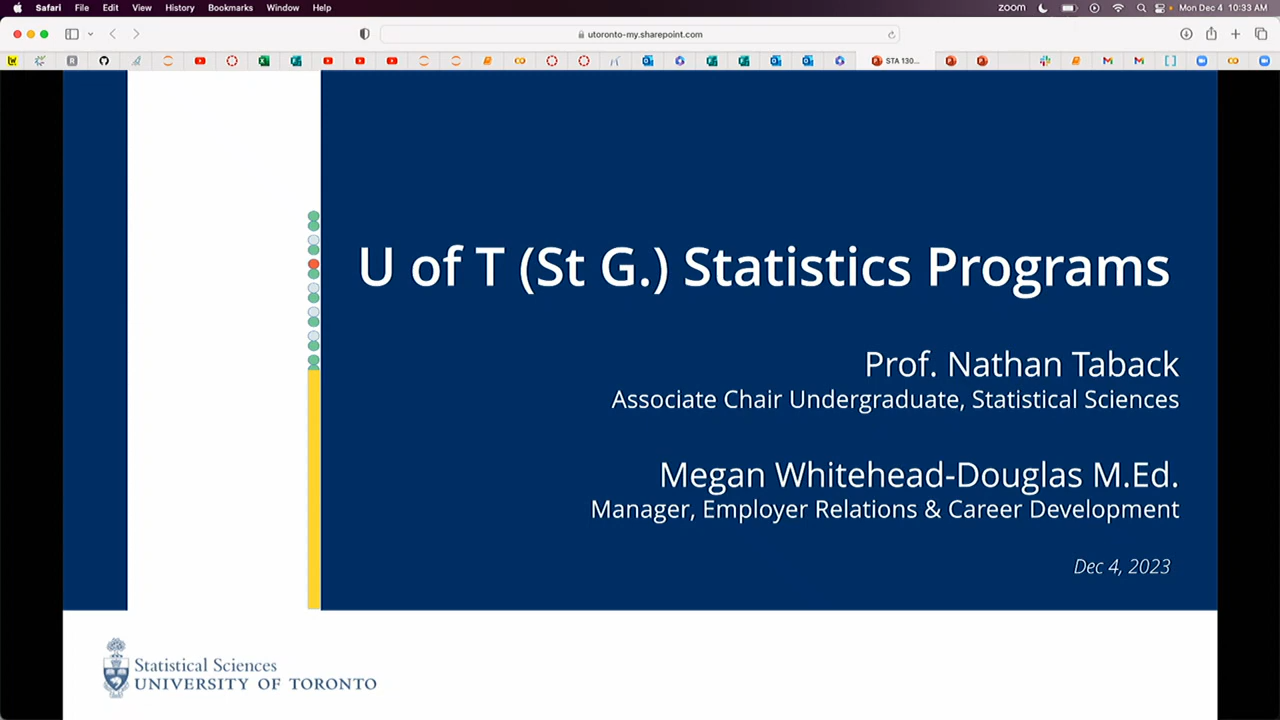 Safari File Edit View History Bookmarks Window Help zoom Mon Dec 4 10:33 AM
utoronto-my.sharepoint.com
STA 130...
U of T (St G.) Statistics Programs
Prof. Nathan Taback
Associate Chair Undergraduate, Statistical Sciences
Megan Whitehead-Douglas M.Ed.
Manager, Employer Relations & Career Development
Dec 4, 2023
Statistical Sciences
UNIVERSITY OF TORONTO